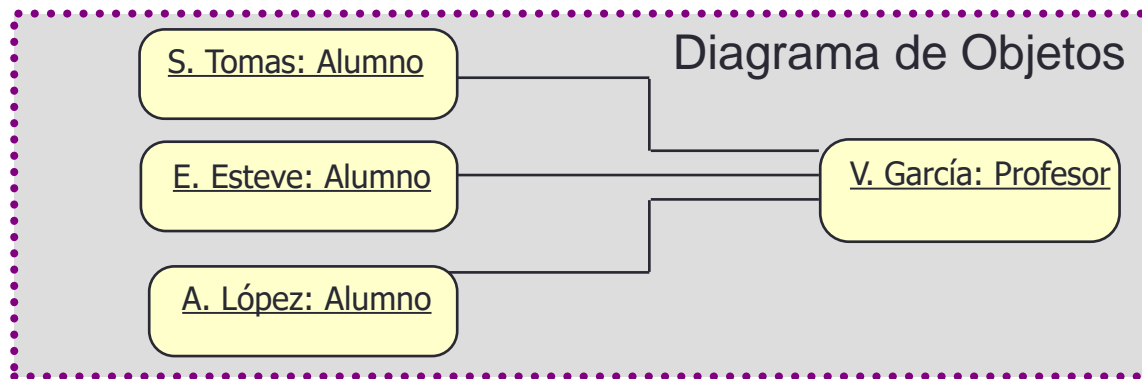 Diagrama de Objetos
S. Tomas: Alumno
E. Esteve: Alumno
V. García: Profesor
A. López: Alumno